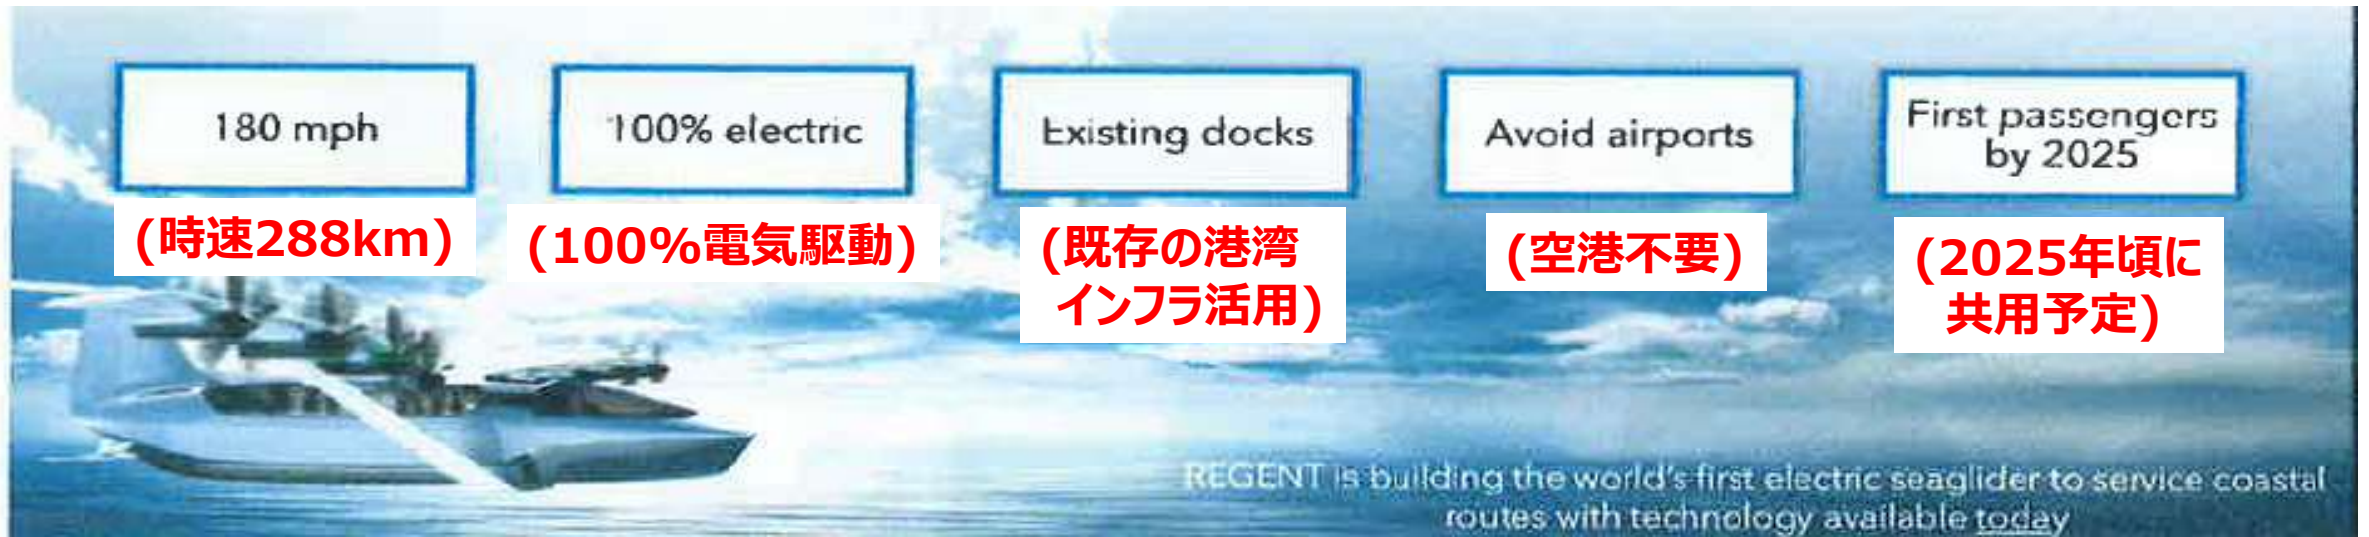 180 mph
(時速288km)
100% electric
(100%電気駆動)
Existing docks
(既存の港湾
インフラ活用)
Avoid airports
(空港不要)
First passengers
by 2025
(2025年頃に
共用予定)
REGENT is building the world's first electric seaglider to service coastal
routes with technology available today